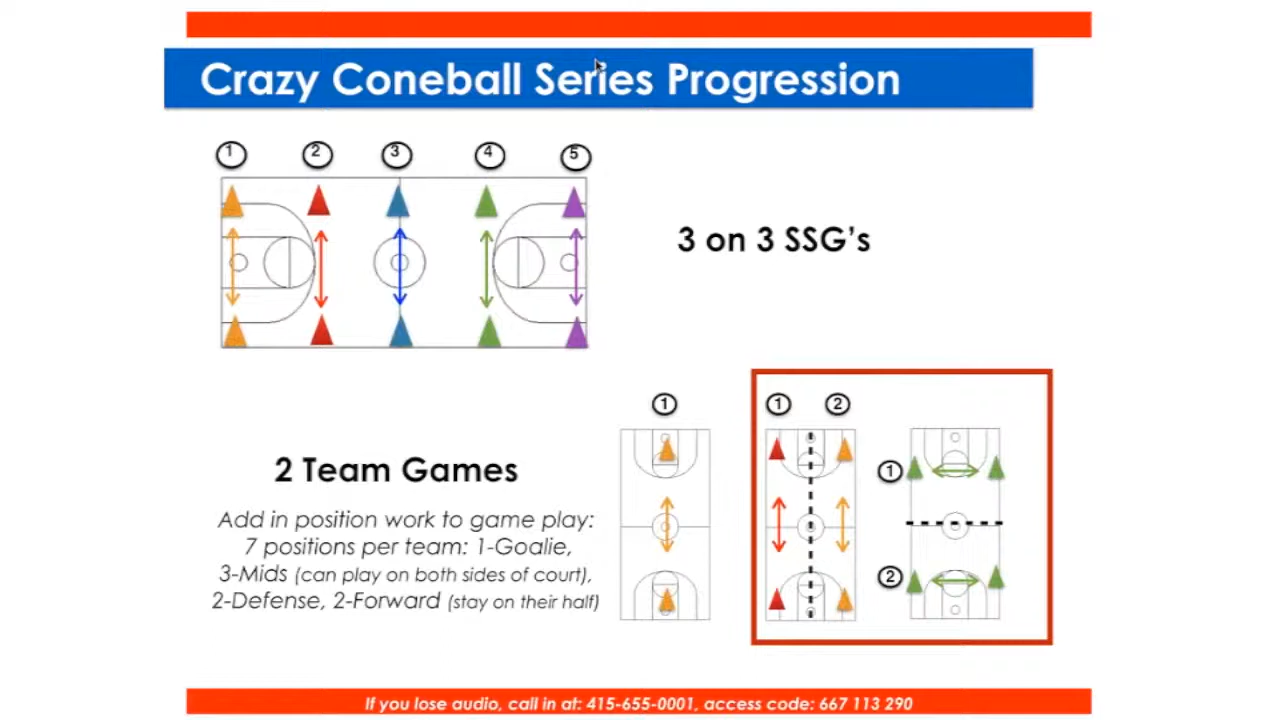 Crazy Coneball Series Progression
1 2 3 4 5
3 on 3 SSG’s
1
1 2
1
2
2 Team Games
Add in position work to game play:
7 positions per team: 1-Goalie,
3-Mids (can play on both sides of court),
2-Defense, 2-Forward (stay on their half)
If you lose audio, call in at: 415-655-0001, access code: 667 113 290